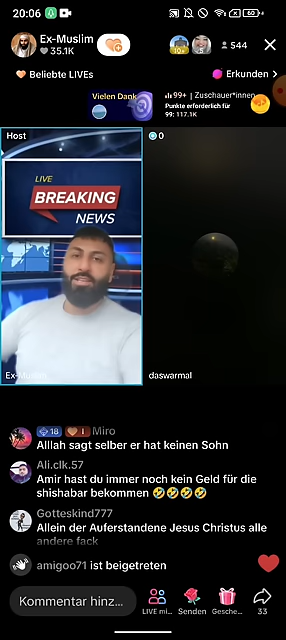 20:06
Ex-Muslim
35.1K
544
Beliebte LIVEs
Erkunden >
Vielen Dank
99+ | Zuschauer*innen
Punkte erforderlich für
99: 117.1K
Host
0
LIVE
BREAKING
NEWS
Ex-Muslim
daswarmal
18 1 Miro
Alllah sagt selber er hat keinen Sohn
Ali.clk.57
Amir hast du immer noch kein Geld für die
shishabar bekommen 🤣🤣🤣🤣
Gotteskind777
Allein der Auferstandene Jesus Christus alle
andere fack
amigoo71 ist beigetreten
Kommentar hinz...
LIVE mi...
Senden
Gesche...
33